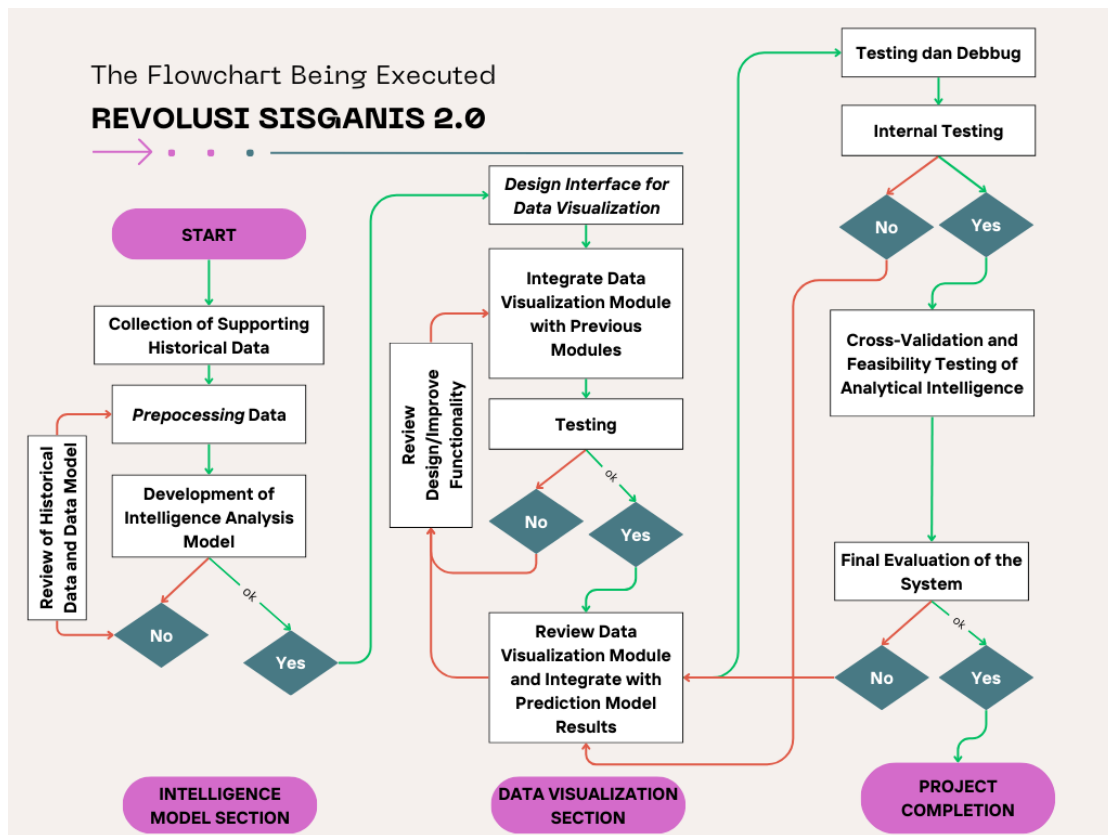 The Flowchart Being Executed
REVOLUSI SISGANIS 2.0
START
Collection of Supporting
Historical Data
Prepocessing Data
Development of
Intelligence Analysis
Model
Review of Historical
Data and Data Model
No
ok
Yes
INTELLIGENCE
MODEL SECTION
Design Interface for
Data Visualization
Integrate Data
Visualization Module
with Previous
Modules
Review
Design/Improve
Functionality
Testing
No
ok
Yes
Review Data
Visualization Module
and Integrate with
Prediction Model
Results
DATA VISUALIZATION
SECTION
Testing dan Debbug
Internal Testing
No
Yes
Cross-Validation and
Feasibility Testing of
Analytical Intelligence
Final Evaluation of the
System
No
ok
Yes
PROJECT
COMPLETION